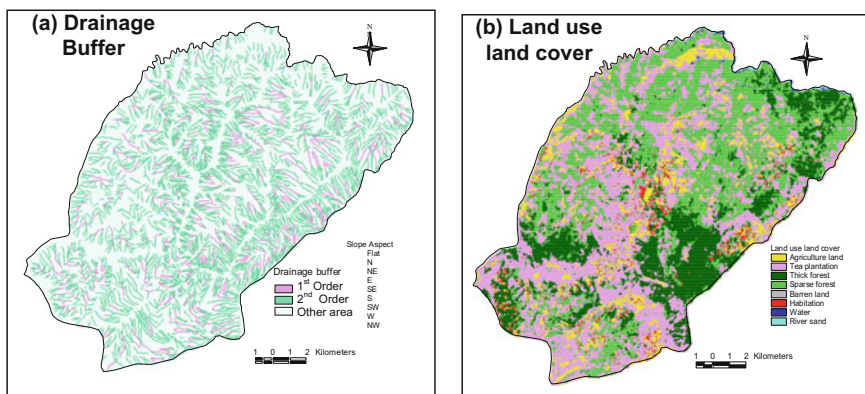 (a) Drainage
Buffer
N
Slope Aspect
Flat
N
NE
E
SE
S
SW
W
NW
Drainage buffer
1st Order
2nd Order
Other area
1 0 1 2 Kilometers
(b) Land use
land cover
N
Land use land cover
Agriculture land
Tea plantation
Thick forest
Sparse forest
Barren land
Habitation
Water
River sand
1 0 1 2 Kilometers